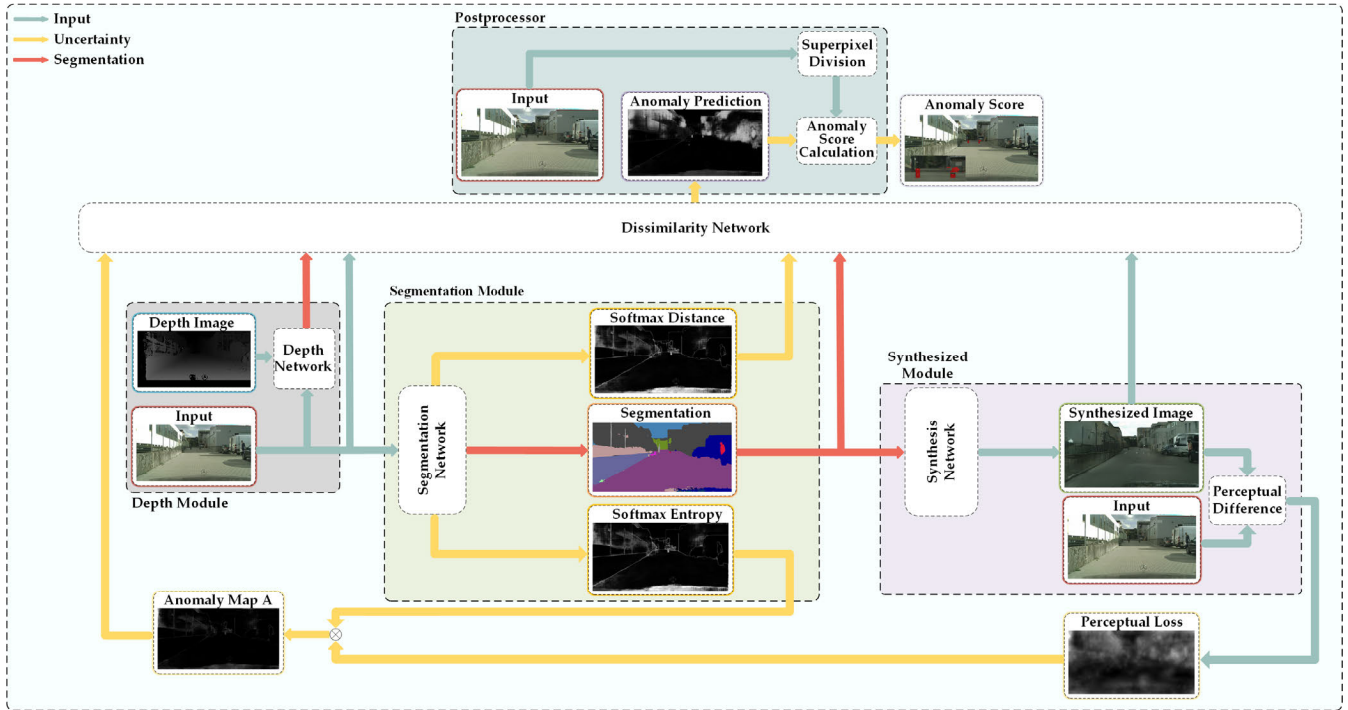 Input
Uncertainty
Segmentation
Postprocessor
Superpixel
Division
Input
Anomaly Prediction
Anomaly
Score
Calculation
Anomaly Score
Dissimilarity Network
Depth Image
Depth
Network
Input
Depth Module
Segmentation Module
Segmentation
Network
Softmax Distance
Segmentation
Softmax Entropy
Synthesized
Module
Synthesis
Network
Synthesized Image
Input
Perceptual
Difference
Anomaly Map A
Perceptual Loss